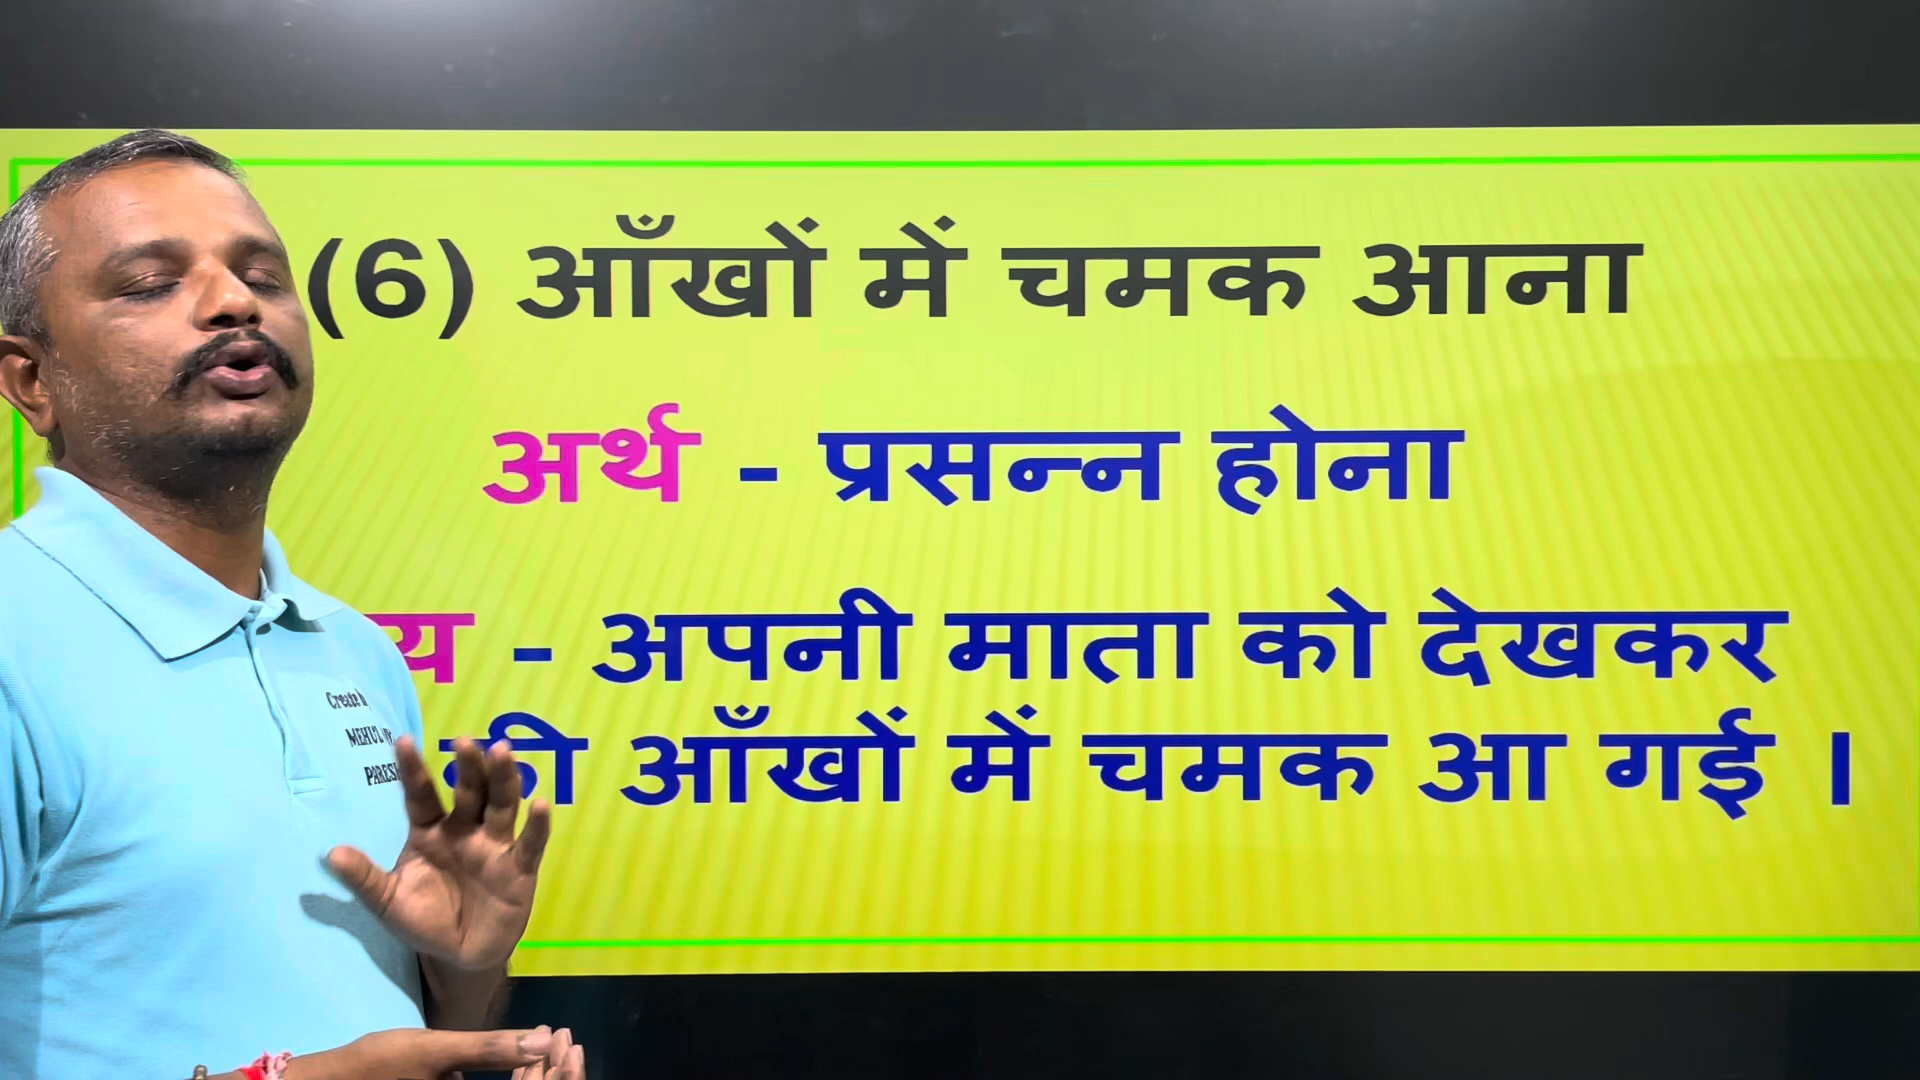 (6) आँखों में चमक आना
अर्थ - प्रसन्न होना
- अपनी माता को देखकर
की आँखों में चमक आ गई ।